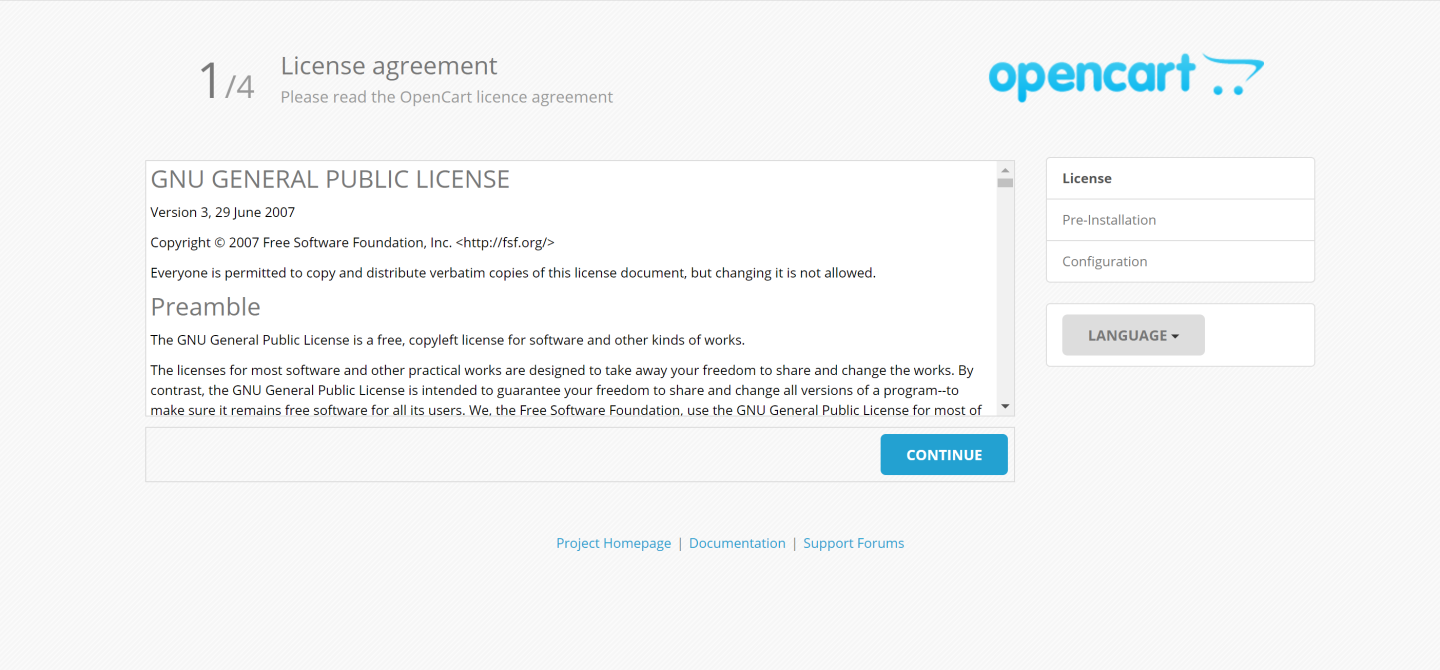 1/4
License agreement
Please read the OpenCart licence agreement
opencart
GNU GENERAL PUBLIC LICENSE
Version 3, 29 June 2007
Copyright © 2007 Free Software Foundation, Inc. <http://fsf.org/>
Everyone is permitted to copy and distribute verbatim copies of this license document, but changing it is not allowed.
Preamble
The GNU General Public License is a free, copyleft license for software and other kinds of works.
The licenses for most software and other practical works are designed to take away your freedom to share and change the works. By
contrast, the GNU General Public License is intended to guarantee your freedom to share and change all versions of a program--to
make sure it remains free software for all its users. We, the Free Software Foundation, use the GNU General Public License for most of
CONTINUE
License
Pre-Installation
Configuration
LANGUAGE
Project Homepage | Documentation | Support Forums